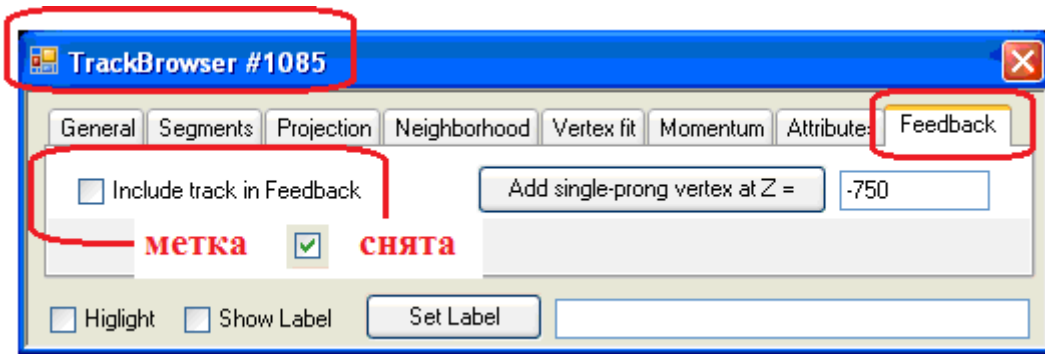 TrackBrowser #1085
General Segments Projection Neighborhood Vertex fit Momentum Attributes Feedback
Include track in Feedback Add single-prong vertex at Z = -750
метка снята
Higlight Show Label Set Label